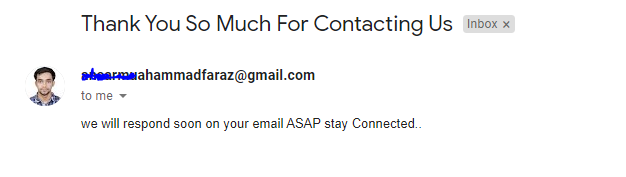 Thank You So Much For Contacting Us Inbox x
uahammadfaraz@gmail.com
to me
we will respond soon on your email ASAP stay Connected..